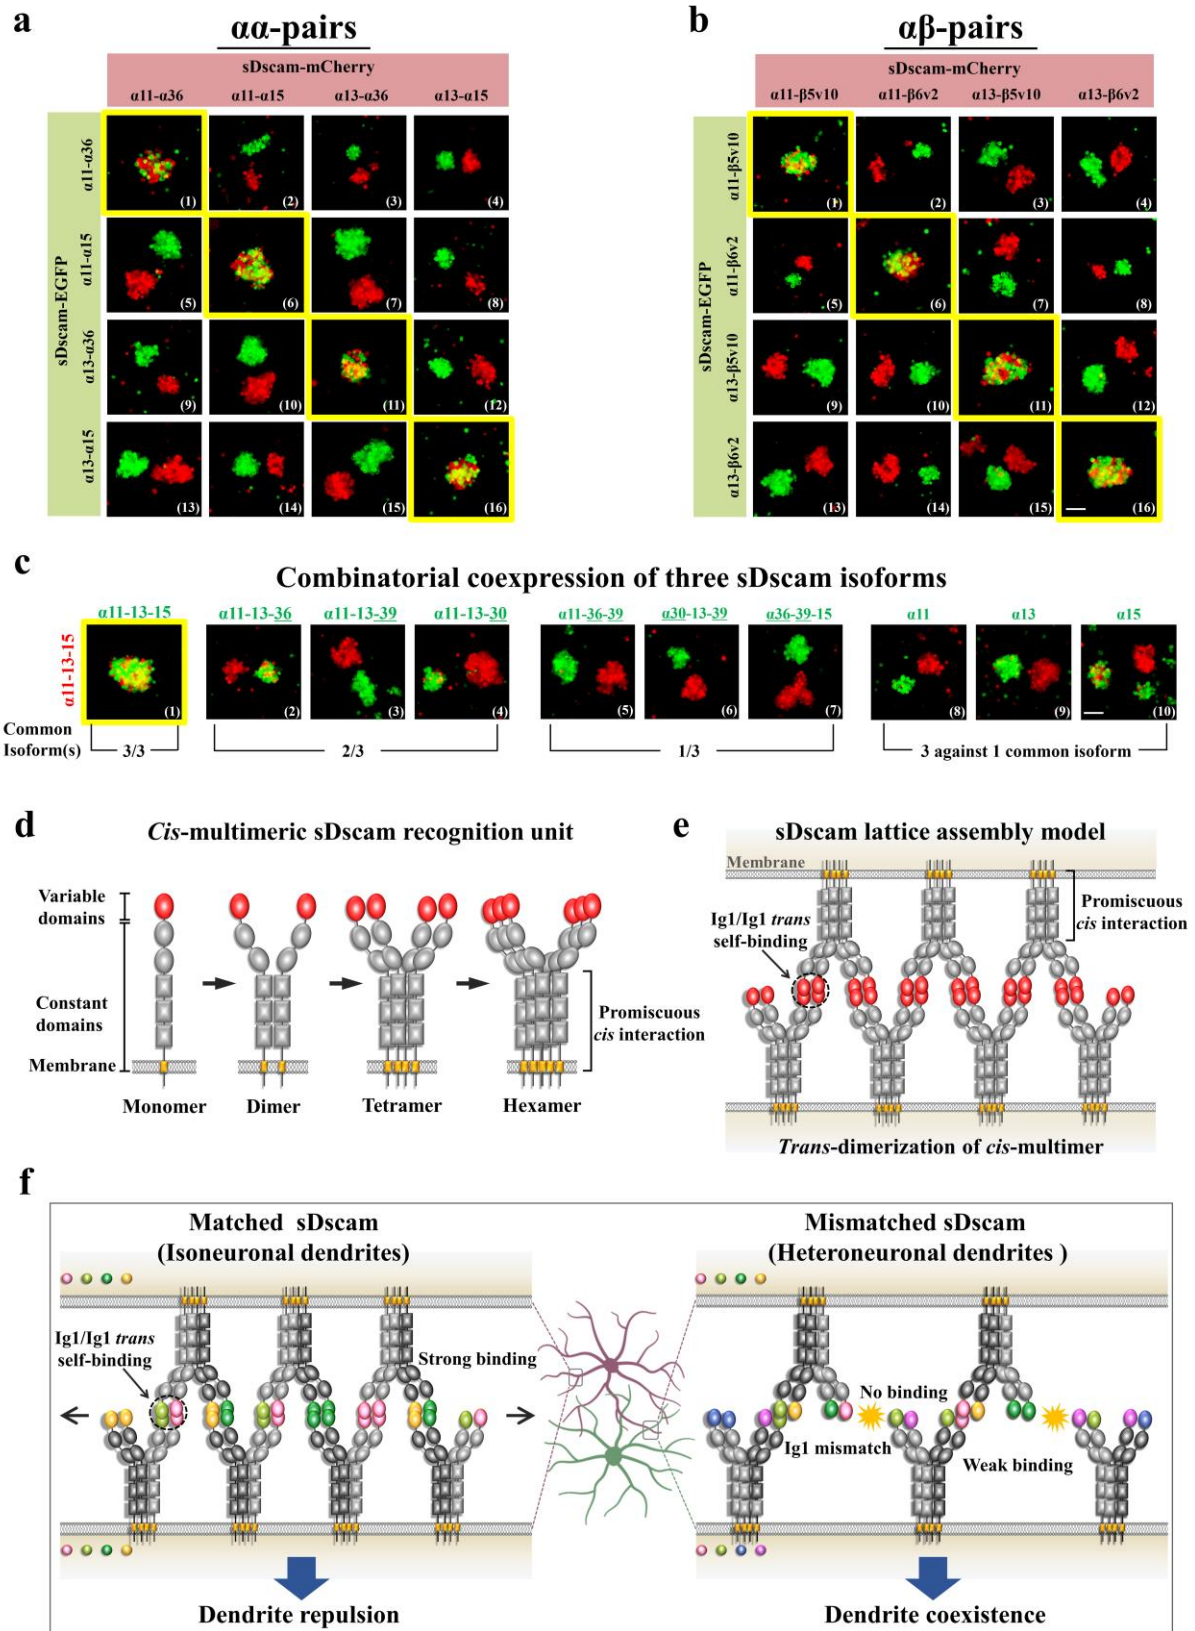 a
αα-pairs
sDscam-mCherry
α11-α36 α11-α15 α13-α36 α13-α15
sDscam-EGFP
α11-α36
(1) (2) (3) (4)
α11-α15
(5) (6) (7) (8)
α13-α36
(9) (10) (11) (12)
α13-α15
(13) (14) (15) (16)
b
αβ-pairs
sDscam-mCherry
α11-β5v10 α11-β6v2 α13-β5v10 α13-β6v2
sDscam-EGFP
α11-β5v10
(1) (2) (3) (4)
α11-β6v2
(5) (6) (7) (8)
α13-β5v10
(9) (10) (11) (12)
α13-β6v2
(13) (14) (15) (16)
c
Combinatorial coexpression of three sDscam isoforms
α11-13-15 α11-13-36 α11-13-39 α11-13-30 α11-36-39 α30-13-39 α36-39-15 α11 α13 α15
α11-13-15
(1) (2) (3) (4) (5) (6) (7) (8) (9) (10)
Common
Isoform(s)
3/3 2/3 1/3 3 against 1 common isoform
d
Cis-multimeric sDscam recognition unit
Variable
domains
Constant
domains
Membrane
Promiscuous
cis interaction
Monomer Dimer Tetramer Hexamer
e
sDscam lattice assembly model
Membrane
Ig1/Ig1 trans
self-binding
Promiscuous
cis interaction
Trans-dimerization of cis-multimer
f
Matched sDscam
(Isoneuronal dendrites)
Ig1/Ig1 trans
self-binding
Strong binding
Dendrite repulsion
Mismatched sDscam
(Heteroneuronal dendrites )
No binding
Ig1 mismatch
Weak binding
Dendrite coexistence